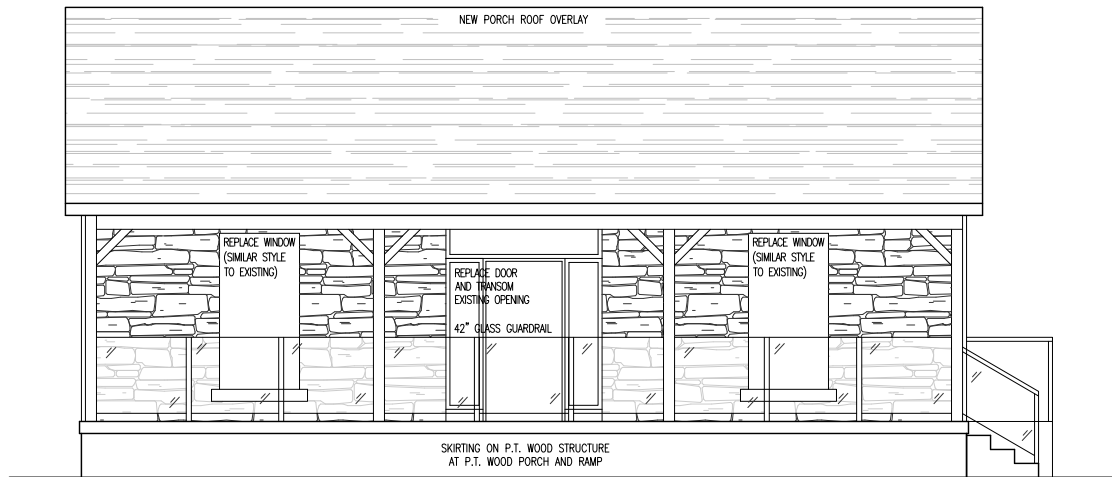 NEW PORCH ROOF OVERLAY
REPLACE WINDOW
(SIMILAR STYLE
TO EXISTING)
REPLACE DOOR
AND TRANSOM
EXISTING OPENING
42" GLASS GUARDRAIL
REPLACE WINDOW
(SIMILAR STYLE
TO EXISTING)
SKIRTING ON P.T. WOOD STRUCTURE
AT P.T. WOOD PORCH AND RAMP